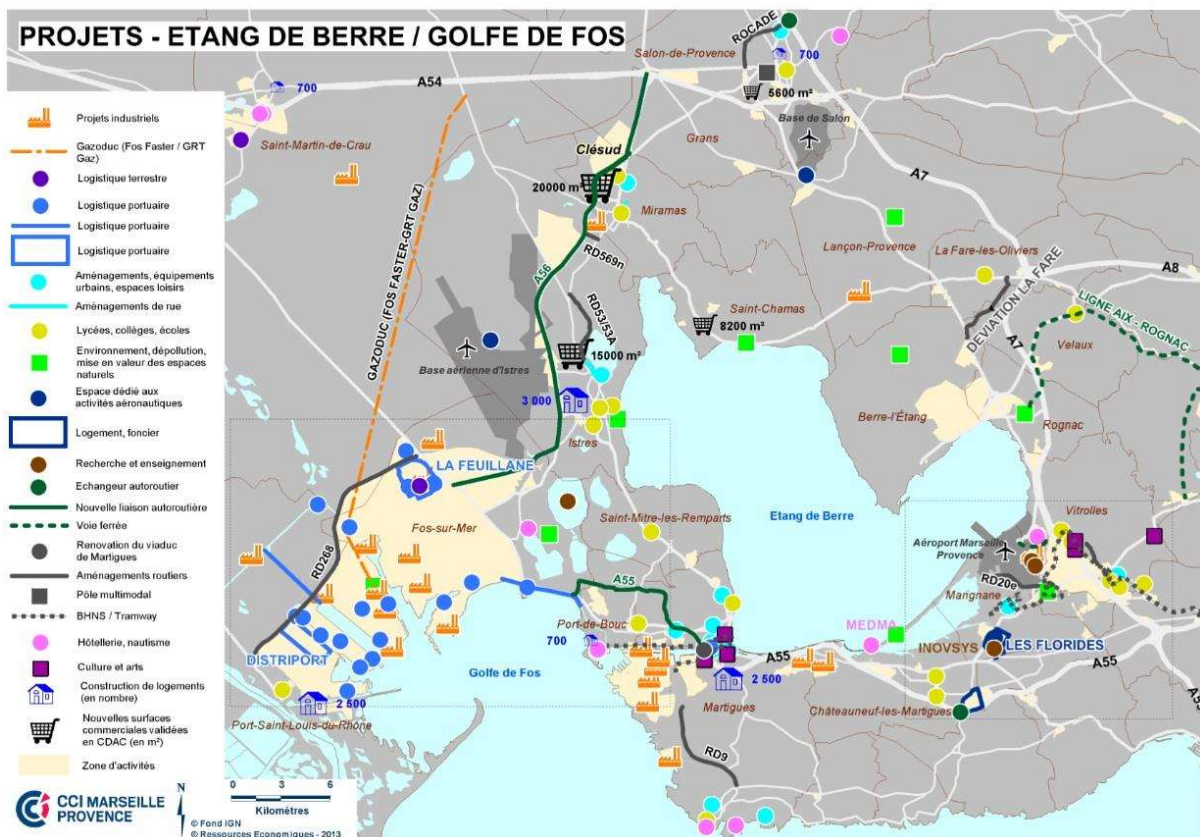 PROJETS - ETANG DE BERRE / GOLFE DE FOS
Projets industriels
Gazoduc (Fos Faster / GRT
Gaz)
Logistique terrestre
Logistique portuaire
Logistique portuaire
Logistique portuaire
Aménagements, équipements
urbains, espaces loisirs
Aménagements de rue
Lycées, collèges, écoles
Environnement, dépollution,
mise en valeur des espaces
naturels
Espace dédié aux
activités aéronautiques
Logement, foncier
Recherche et enseignement
Echangeur autoroutier
Nouvelle liaison autoroutière
Voie ferrée
Renovation du viaduc
de Martigues
Aménagements routiers
Pôle multimodal
BHNS / Tramway
Hôtellerie, nautisme
Culture et arts
Construction de logements
(en nombre)
Nouvelles surfaces
commerciales validées
en CDAC (en m²)
Zone d'activités
CCI MARSEILLE
PROVENCE
N
0 3 6
Kilomètres
© Fond IGN
© Ressources Economiques - 2013
700
A54
Salon-de-Provence
ROCADE
700
5600 m²
Base de Salon
Saint-Martin-de-Crau
Clésud
Grans
20000 m²
Miramas
A7
Lançon-Provence
La Fare-les-Oliviers
A8
GAZODUC (FOS FASTER-GRT GAZ)
A56
RD569n
RD53/53A
Saint-Chamas
8200 m²
DEVIATION LA FARE
LIGNE AIX - ROGNAC
A7
Velaux
15000 m²
Base aérienne d'Istres
3 000
Istres
Berre-l'Étang
Rognac
LA FEUILLANE
Fos-sur-Mer
Saint-Mitre-les-Remparts
Etang de Berre
Vitrolles
Aéroport Marseille
Provence
RD268
RD20e
Marignane
A55
Port-de-Bouc
700
MEDMA
INOVSYS
LES FLORIDES
DISTRIPORT
Golfe de Fos
A55
A55
2 500
Martigues
Châteauneuf-les-Martigues
2 500
Port-Saint-Louis-du-Rhône
RD9